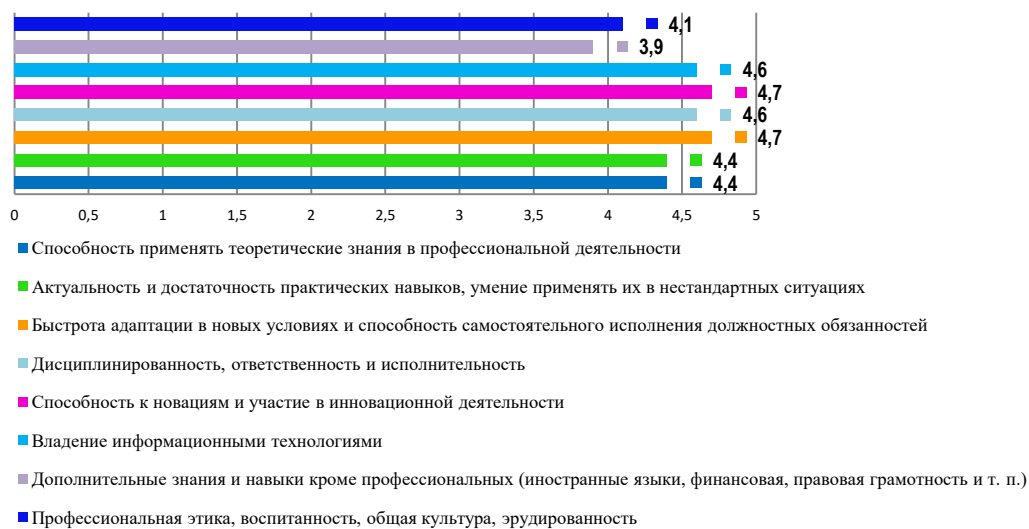 4,1
3,9
4,6
4,7
4,6
4,7
4,4
4,4
0 0,5 1 1,5 2 2,5 3 3,5 4 4,5 5
Способность применять теоретические знания в профессиональной деятельности
Актуальность и достаточность практических навыков, умение применять их в нестандартных ситуациях
Быстрота адаптации в новых условиях и способность самостоятельного исполнения должностных обязанностей
Дисциплинированность, ответственность и исполнительность
Способность к новациям и участие в инновационной деятельности
Владение информационными технологиями
Дополнительные знания и навыки кроме профессиональных (иностранные языки, финансовая, правовая грамотность и т. п.)
Профессиональная этика, воспитанность, общая культура, эрудированность